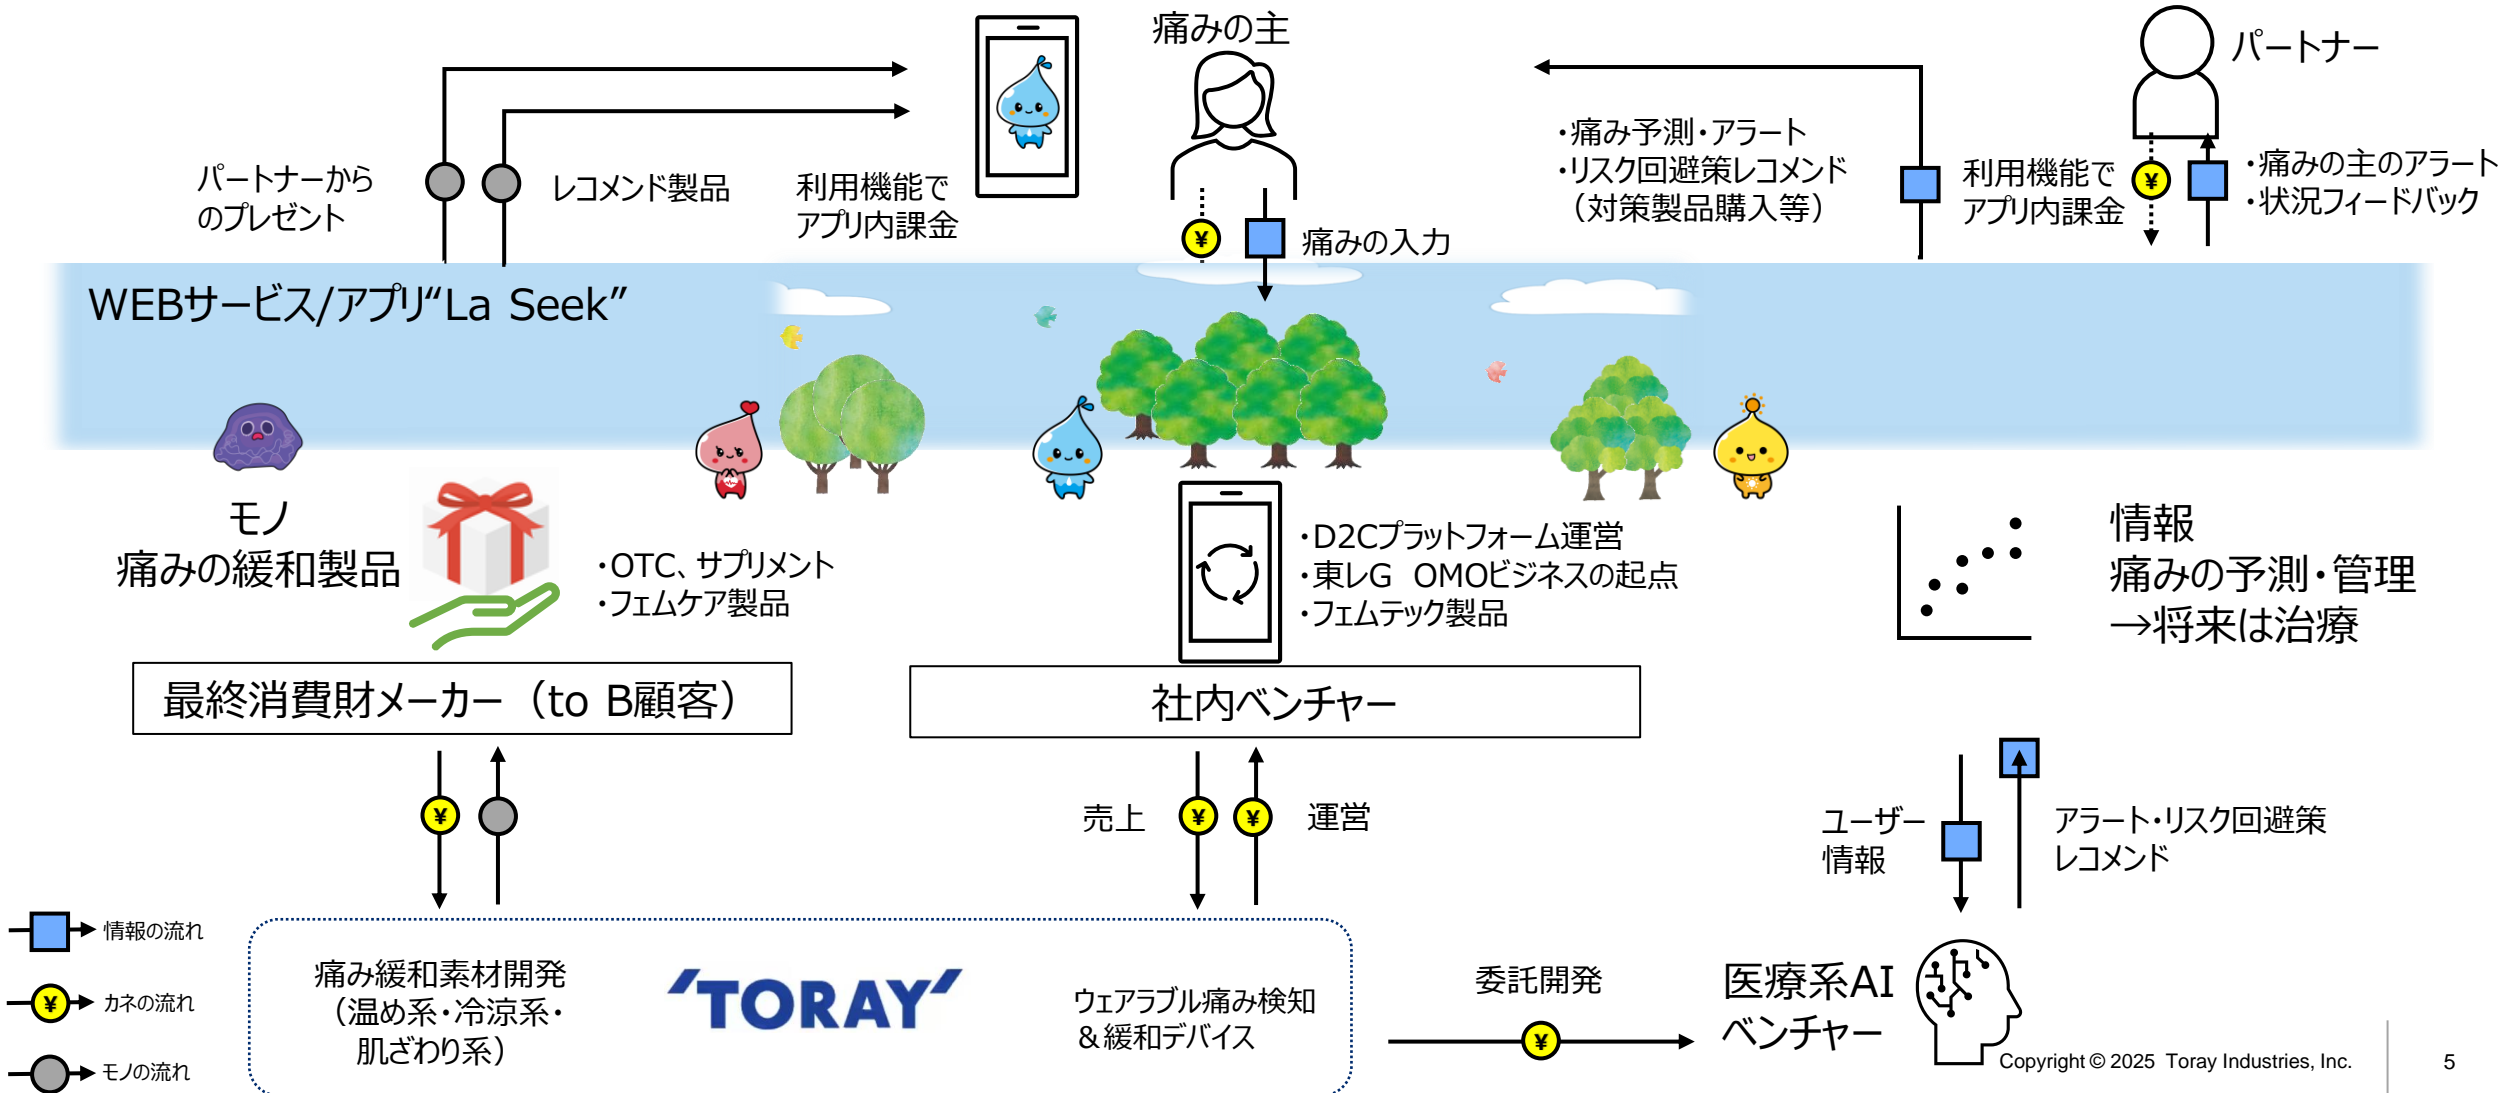 痛みの主
パートナー
パートナーから
のプレゼント
レコメンド製品
利用機能で
アプリ内課金
¥
痛みの入力
・痛み予測・アラート
・リスク回避策レコメンド
（対策製品購入等）
利用機能で
アプリ内課金
¥
・痛みの主のアラート
・状況フィードバック
WEBサービス/アプリ“La Seek”
モノ
痛みの緩和製品
・OTC、サプリメント
・フェムケア製品
・D2Cプラットフォーム運営
・東レG　OMOビジネスの起点
・フェムテック製品
情報
痛みの予測・管理
→将来は治療
最終消費財メーカー（to B顧客）
社内ベンチャー
¥
売上
¥
¥
運営
ユーザー
情報
アラート・リスク回避策
レコメンド
情報の流れ
¥
カネの流れ
モノの流れ
痛み緩和素材開発
（温め系・冷涼系・
肌ざわり系）
'TORAY'
ウェアラブル痛み検知
＆緩和デバイス
委託開発
¥
医療系AI
ベンチャー
Copyright © 2025 Toray Industries, Inc.
5